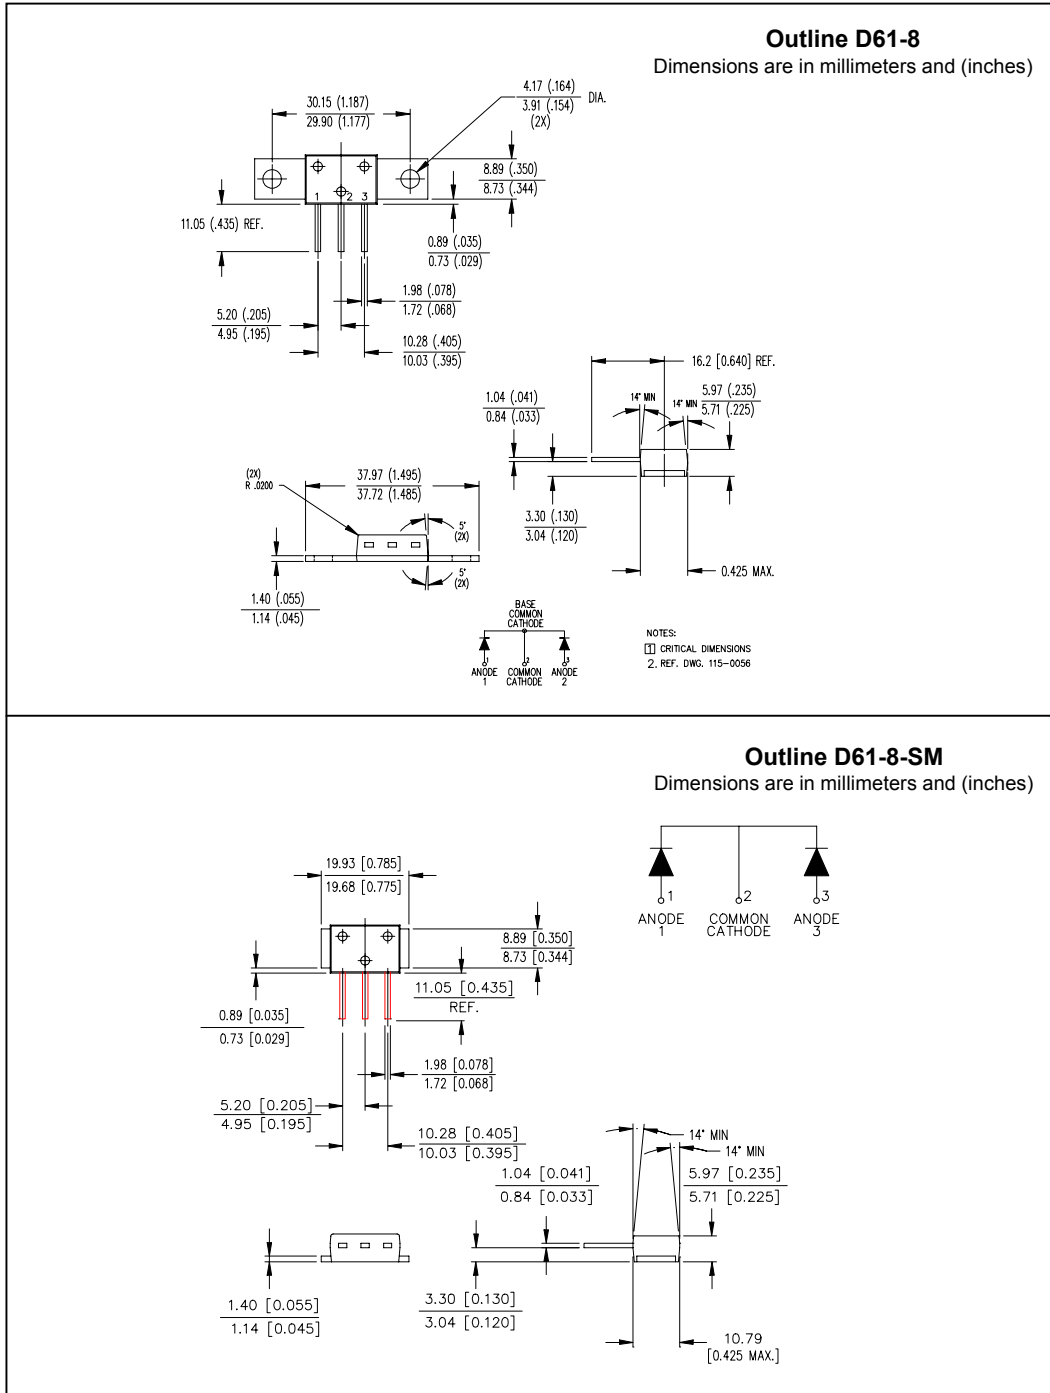 Outline D61-8
Dimensions are in millimeters and (inches)
30.15 (1.187)
29.90 (1.177)
4.17 (.164)
3.91 (.154)
DIA.
(2X)
8.89 (.350)
8.73 (.344)
1 2 3
11.05 (.435) REF.
0.89 (.035)
0.73 (.029)
1.98 (.078)
1.72 (.068)
5.20 (.205)
4.95 (.195)
10.28 (.405)
10.03 (.395)
16.2 [0.640] REF.
1.04 (.041)
0.84 (.033)
14° MIN
14° MIN
5.97 (.235)
5.71 (.225)
(2X)
R .0200
37.97 (1.495)
37.72 (1.485)
5°
(2X)
3.30 (.130)
3.04 (.120)
5°
(2X)
0.425 MAX.
1.40 (.055)
1.14 (.045)
BASE
COMMON
CATHODE
1 2 3
ANODE
1
COMMON
CATHODE
ANODE
2
NOTES:
1 CRITICAL DIMENSIONS
2. REF. DWG. 115-0056
Outline D61-8-SM
Dimensions are in millimeters and (inches)
19.93 [0.785]
19.68 [0.775]
1 2 3
ANODE
1
COMMON
CATHODE
ANODE
3
8.89 [0.350]
8.73 [0.344]
11.05 [0.435]
REF.
0.89 [0.035]
0.73 [0.029]
1.98 [0.078]
1.72 [0.068]
5.20 [0.205]
4.95 [0.195]
10.28 [0.405]
10.03 [0.395]
14° MIN
14° MIN
1.04 [0.041]
0.84 [0.033]
5.97 [0.235]
5.71 [0.225]
1.40 [0.055]
1.14 [0.045]
3.30 [0.130]
3.04 [0.120]
10.79
[0.425 MAX.]